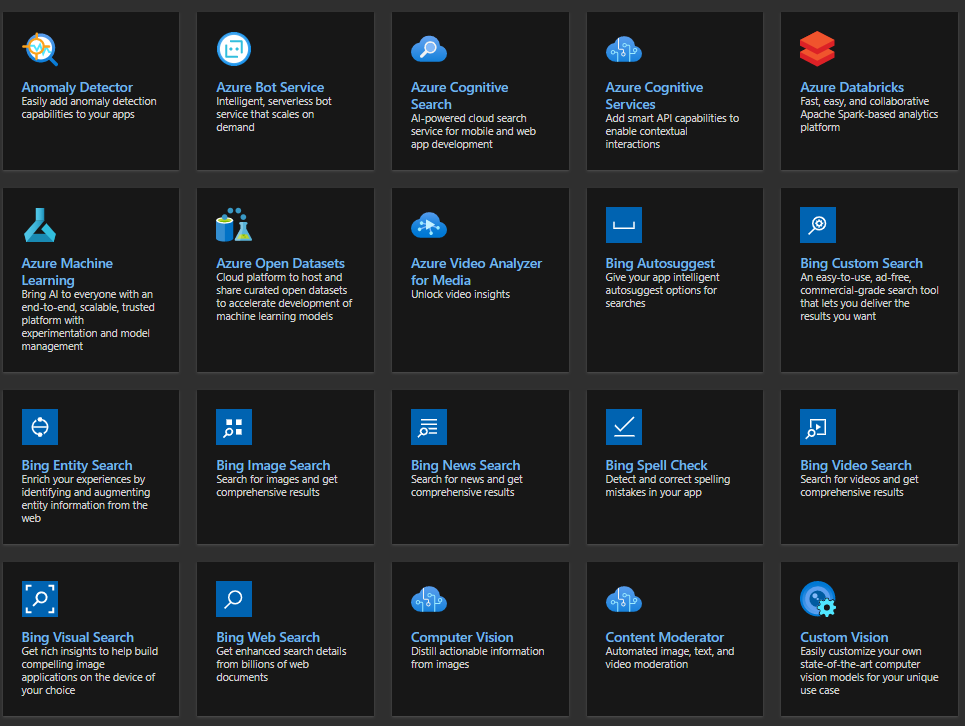 Anomaly Detector
Easily add anomaly detection
capabilities to your apps
Azure Bot Service
Intelligent, serverless bot
service that scales on
demand
Azure Cognitive
Search
AI-powered cloud search
service for mobile and web
app development
Azure Cognitive
Services
Add smart API capabilities to
enable contextual
interactions
Azure Databricks
Fast, easy, and collaborative
Apache Spark-based analytics
platform
Azure Machine
Learning
Bring AI to everyone with an
end-to-end, scalable, trusted
platform with
experimentation and model
management
Azure Open Datasets
Cloud platform to host and
share curated open datasets
to accelerate development of
machine learning models
Azure Video Analyzer
for Media
Unlock video insights
Bing Autosuggest
Give your app intelligent
autosuggest options for
searches
Bing Custom Search
An easy-to-use, ad-free,
commercial-grade search tool
that lets you deliver the
results you want
Bing Entity Search
Enrich your experiences by
identifying and augmenting
entity information from the
web
Bing Image Search
Search for images and get
comprehensive results
Bing News Search
Search for news and get
comprehensive results
Bing Spell Check
Detect and correct spelling
mistakes in your app
Bing Video Search
Search for videos and get
comprehensive results
Bing Visual Search
Get rich insights to help build
compelling image
applications on the device of
your choice
Bing Web Search
Get enhanced search details
from billions of web
documents
Computer Vision
Distill actionable information
from images
Content Moderator
Automated image, text, and
video moderation
Custom Vision
Easily customize your own
state-of-the-art computer
vision models for your unique
use case